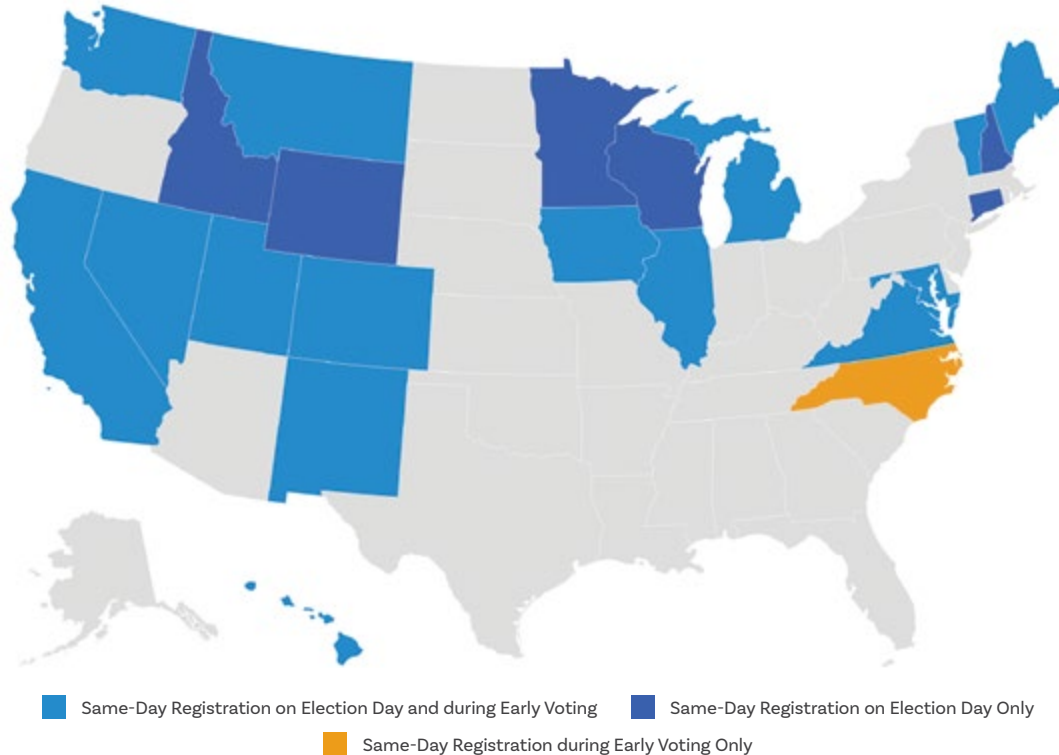 Same-Day Registration on Election Day and during Early Voting
Same-Day Registration on Election Day Only
Same-Day Registration during Early Voting Only